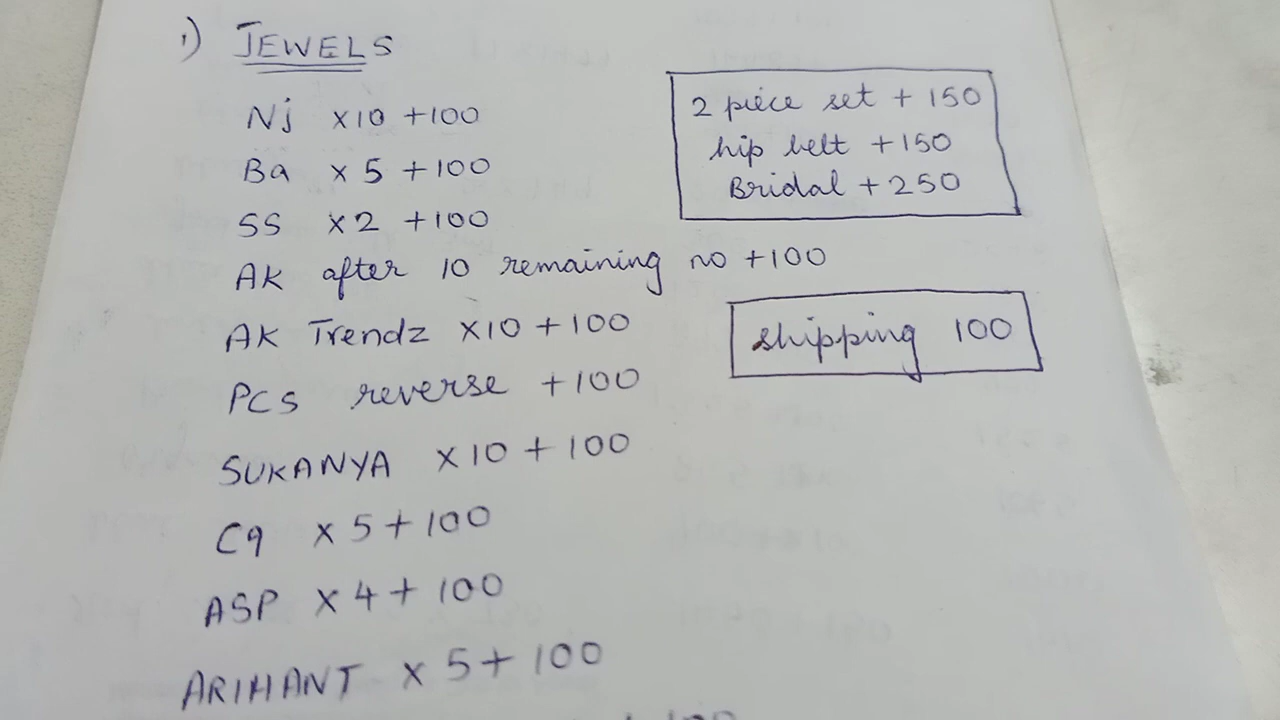 1) JEWELS
Nj x10 +100
Ba x 5 +100
SS x2 +100
AK after 10 remaining no +100
AK Trendz x10 + 100
PCS reverse +100
SUKANYA x10 + 100
C9 x 5 + 100
ASP x 4 + 100
ARIHANT x 5 + 100
2 piece set + 150
hip belt + 150
Bridal + 250
shipping 100